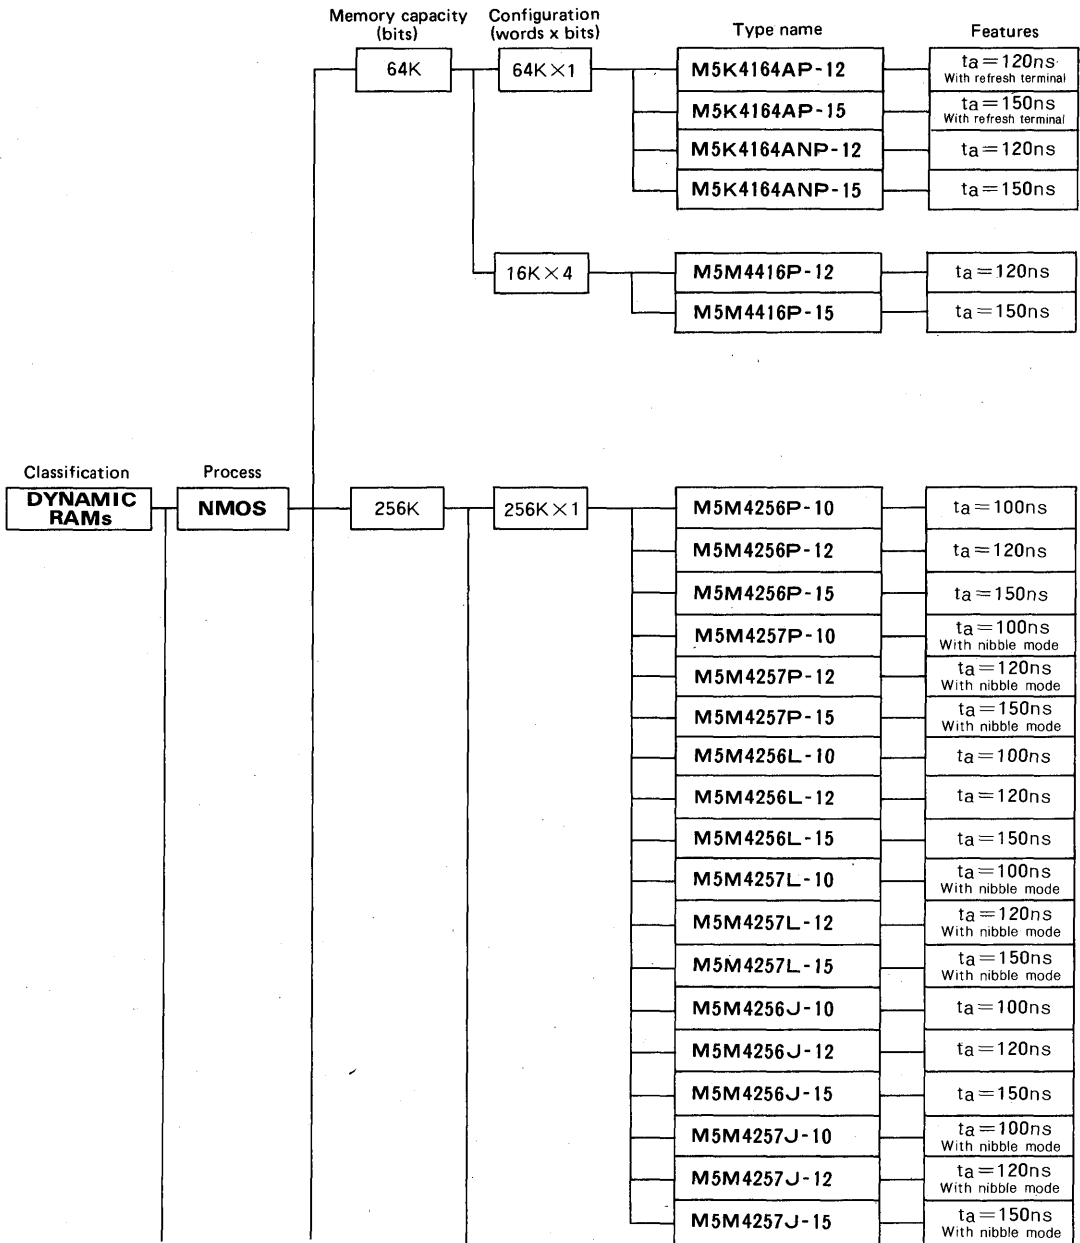 Memory capacity (bits)
Configuration (words x bits)
Type name
Features
64K
64K×1
M5K4164AP-12
ta=120ns
With refresh terminal
M5K4164AP-15
ta=150ns
With refresh terminal
M5K4164ANP-12
ta=120ns
M5K4164ANP-15
ta=150ns
16K×4
M5M4416P-12
ta=120ns
M5M4416P-15
ta=150ns
Classification
Process
DYNAMIC
RAMs
NMOS
256K
256K×1
M5M4256P-10
ta=100ns
M5M4256P-12
ta=120ns
M5M4256P-15
ta=150ns
M5M4257P-10
ta=100ns
With nibble mode
M5M4257P-12
ta=120ns
With nibble mode
M5M4257P-15
ta=150ns
With nibble mode
M5M4256L-10
ta=100ns
M5M4256L-12
ta=120ns
M5M4256L-15
ta=150ns
M5M4257L-10
ta=100ns
With nibble mode
M5M4257L-12
ta=120ns
With nibble mode
M5M4257L-15
ta=150ns
With nibble mode
M5M4256J-10
ta=100ns
M5M4256J-12
ta=120ns
M5M4256J-15
ta=150ns
M5M4257J-10
ta=100ns
With nibble mode
M5M4257J-12
ta=120ns
With nibble mode
M5M4257J-15
ta=150ns
With nibble mode